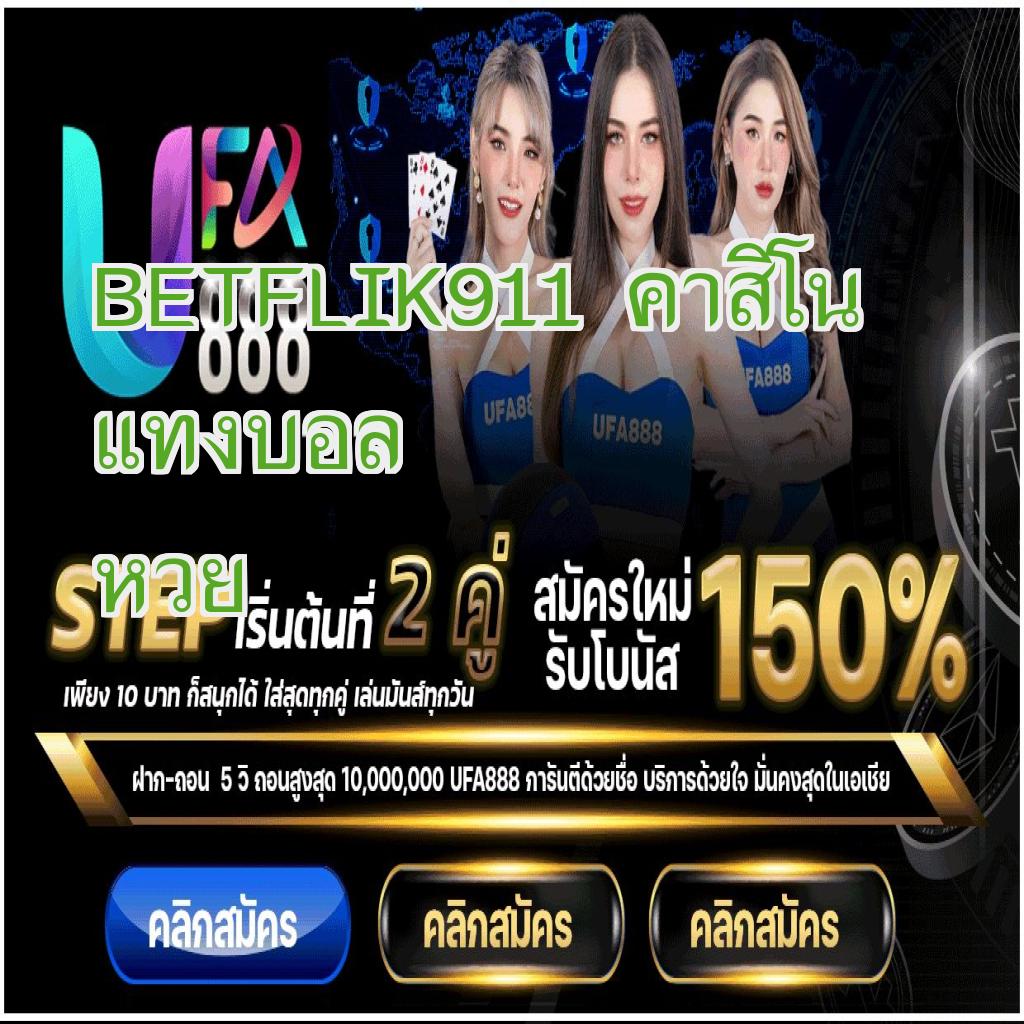 UFA
888
BETFLIK911 คาสิโน
UFA888
UFA888
UFA888
แทงบอล
หวย
STEP เริ่มต้นที่ 2 คู่
เพียง 10 บาท ก็สนุกได้ ใส่สุดทุกคู่ เล่นมันส์ทุกวัน
สมัครใหม่
รับโบนัส
150%
ฝาก-ถอน 5 วิ ถอนสูงสุด 10,000,000 UFA888 การันตีด้วยชื่อ บริการด้วยใจ มั่นคงสุดในเอเชีย
คลิกสมัคร
คลิกสมัคร
คลิกสมัคร